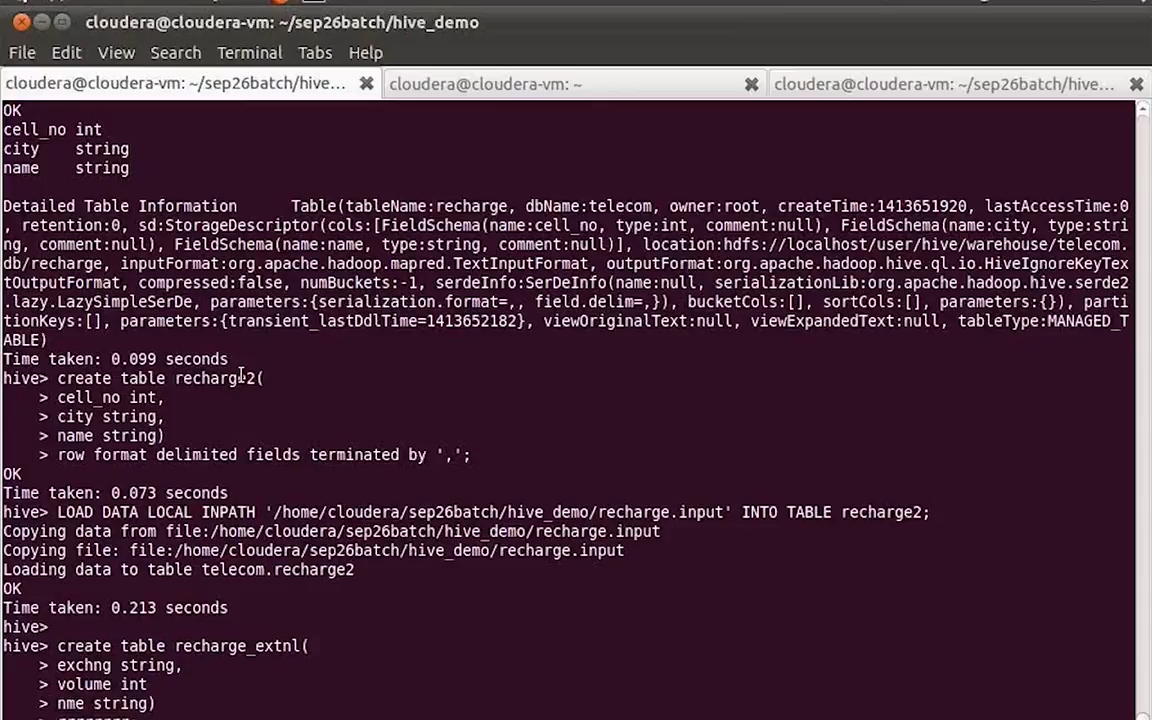 cloudera@cloudera-vm: ~/sep26batch/hive_demo
File Edit View Search Terminal Tabs Help
cloudera@cloudera-vm: ~/sep26batch/hive... cloudera@cloudera-vm: ~ cloudera@cloudera-vm: ~/sep26batch/hive...
OK
cell_no int
city    string
name    string
Detailed Table Information      Table(tableName:recharge, dbName:telecom, owner:root, createTime:1413651920, lastAccessTime:0
, retention:0, sd:StorageDescriptor(cols:[FieldSchema(name:cell_no, type:int, comment:null), FieldSchema(name:city, type:stri
ng, comment:null), FieldSchema(name:name, type:string, comment:null)], location:hdfs://localhost/user/hive/warehouse/telecom.
db/recharge, inputFormat:org.apache.hadoop.mapred.TextInputFormat, outputFormat:org.apache.hadoop.hive.ql.io.HiveIgnoreKeyTex
tOutputFormat, compressed:false, numBuckets:-1, serdeInfo:SerDeInfo(name:null, serializationLib:org.apache.hadoop.hive.serde2
.lazy.LazySimpleSerDe, parameters:{serialization.format=,, field.delim=,}), bucketCols:[], sortCols:[], parameters:{}), parti
tionKeys:[], parameters:{transient_lastDdlTime=1413652182}, viewOriginalText:null, viewExpandedText:null, tableType:MANAGED_T
ABLE)
Time taken: 0.099 seconds
hive> create table recharge2(
    > cell_no int,
    > city string,
    > name string)
    > row format delimited fields terminated by ',';
OK
Time taken: 0.073 seconds
hive> LOAD DATA LOCAL INPATH '/home/cloudera/sep26batch/hive_demo/recharge.input' INTO TABLE recharge2;
Copying data from file:/home/cloudera/sep26batch/hive_demo/recharge.input
Copying file: file:/home/cloudera/sep26batch/hive_demo/recharge.input
Loading data to table telecom.recharge2
OK
Time taken: 0.213 seconds
hive>
hive> create table recharge_extnl(
    > exchng string,
    > volume int
    > nme string)